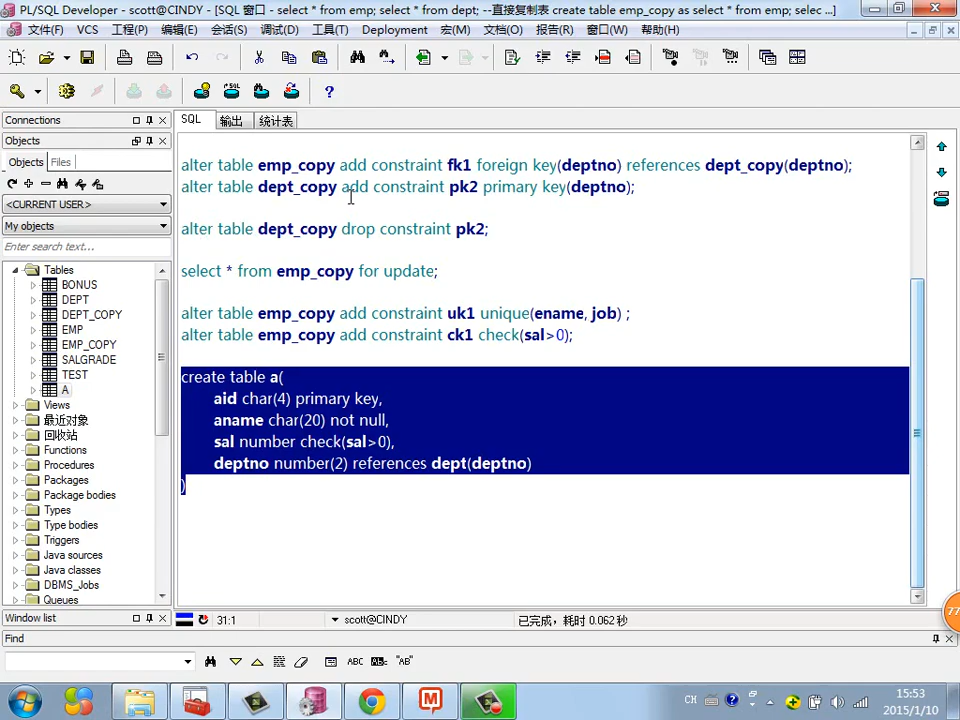 PL/SQL Developer - scott@CINDY - [SQL 窗口 - select * from emp; select * from dept; --直接复制表 create table emp_copy as select * from emp; selec ...]
文件(F) VCS 工程(P) 编辑(E) 会话(S) 调试(D) 工具(T) Deployment 宏(M) 文档(O) 报告(R) 窗口(W) 帮助(H)
Connections
Objects
Objects Files
<CURRENT USER>
My objects
Enter search text...
Tables
BONUS
DEPT
DEPT_COPY
EMP
EMP_COPY
SALGRADE
TEST
A
Views
最近对象
回收站
Functions
Procedures
Packages
Package bodies
Types
Type bodies
Triggers
Java sources
Java classes
DBMS_Jobs
Queues
Window list
SQL 输出 统计表
alter table emp_copy add constraint fk1 foreign key(deptno) references dept_copy(deptno);
alter table dept_copy add constraint pk2 primary key(deptno);
alter table dept_copy drop constraint pk2;
select * from emp_copy for update;
alter table emp_copy add constraint uk1 unique(ename, job) ;
alter table emp_copy add constraint ck1 check(sal>0);
create table a(
aid char(4) primary key,
aname char(20) not null,
sal number check(sal>0),
deptno number(2) references dept(deptno)
)
31:1 scott@CINDY 已完成，耗时 0.062 秒
77
Find
ABC "AB"
CH 15:53
2015/1/10